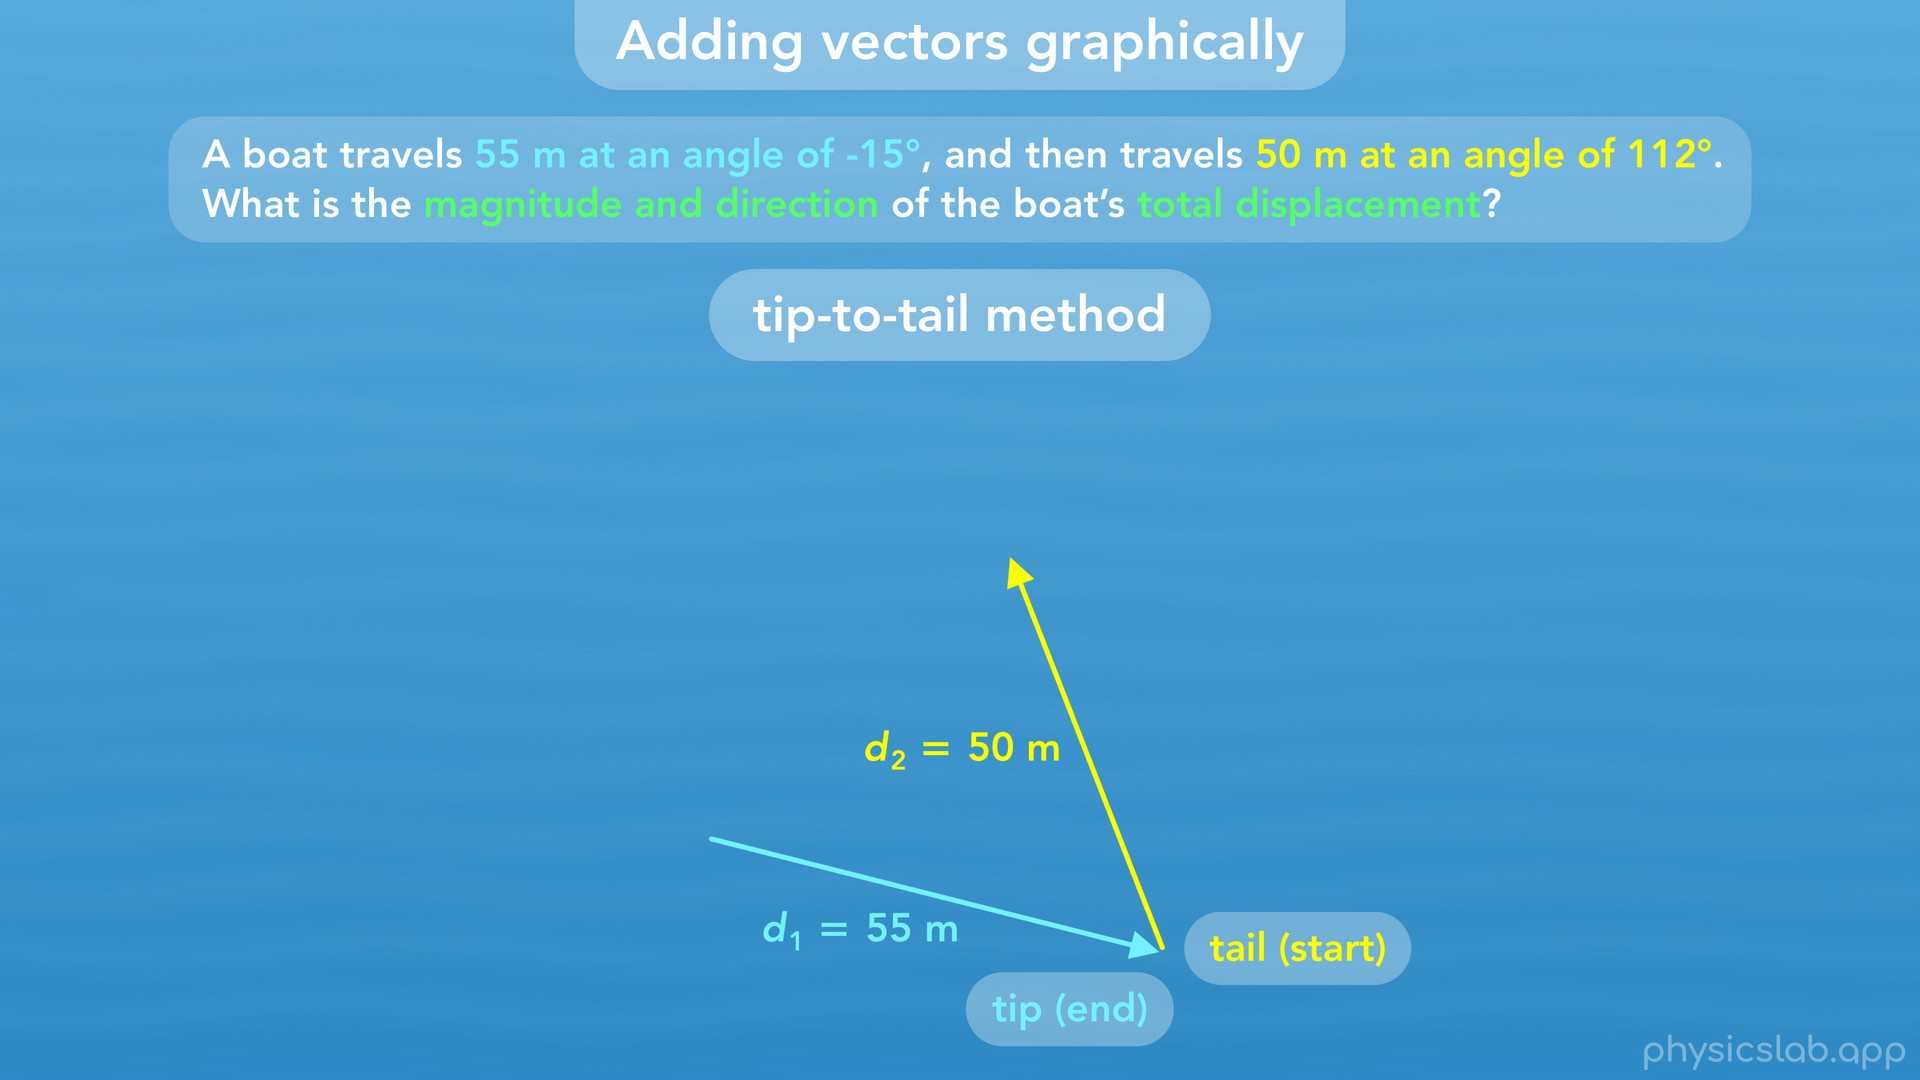 Adding vectors graphically
A boat travels 55 m at an angle of -15°, and then travels 50 m at an angle of 112°.
What is the magnitude and direction of the boat’s total displacement?
tip-to-tail method
d₂ = 50 m
d₁ = 55 m
tail (start)
tip (end)
physicslab.app